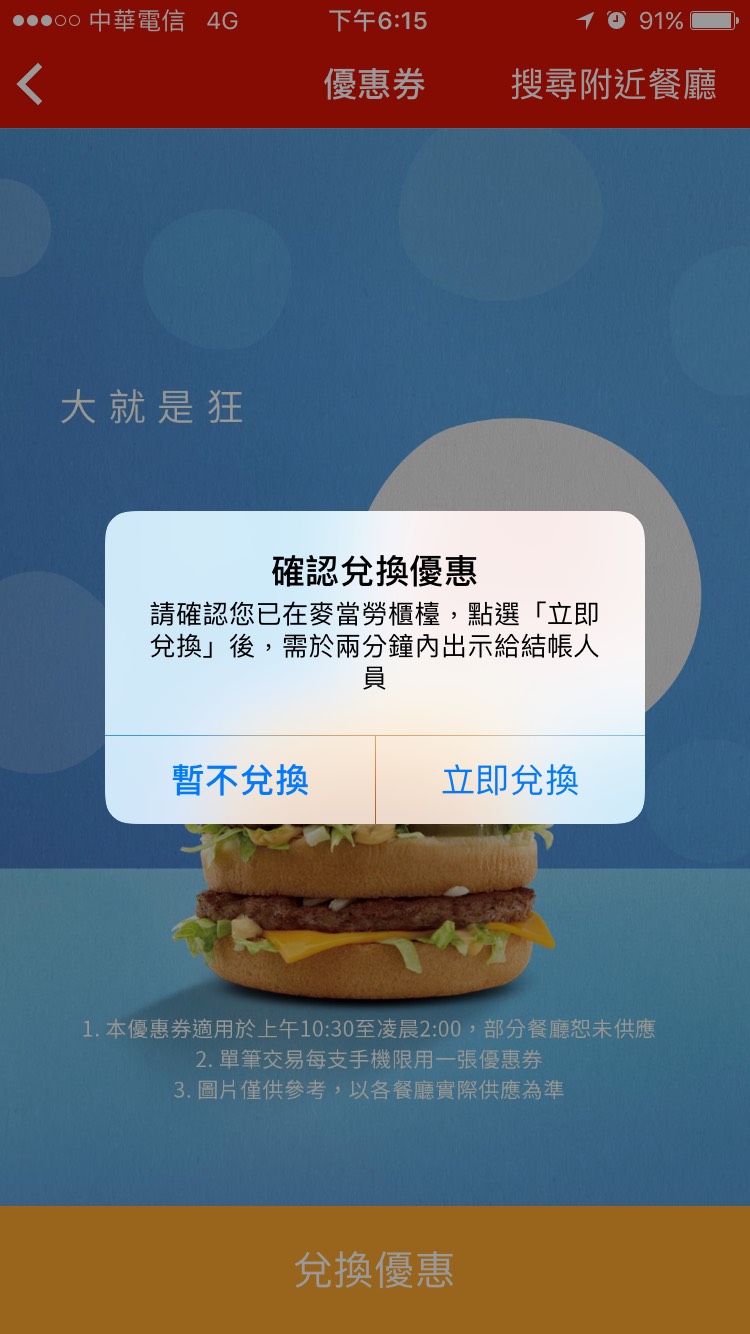 中華電信 4G 下午6:15 91%
優惠券 搜尋附近餐廳
大就是狂
確認兌換優惠
請確認您已在麥當勞櫃檯，點選「立即
兌換」後，需於兩分鐘內出示給結帳人
員
暫不兌換 立即兌換
1. 本優惠券適用於上午10:30至凌晨2:00，部分餐廳恕未供應
2. 單筆交易每支手機限用一張優惠券
3. 圖片僅供參考，以各餐廳實際供應為準
兌換優惠